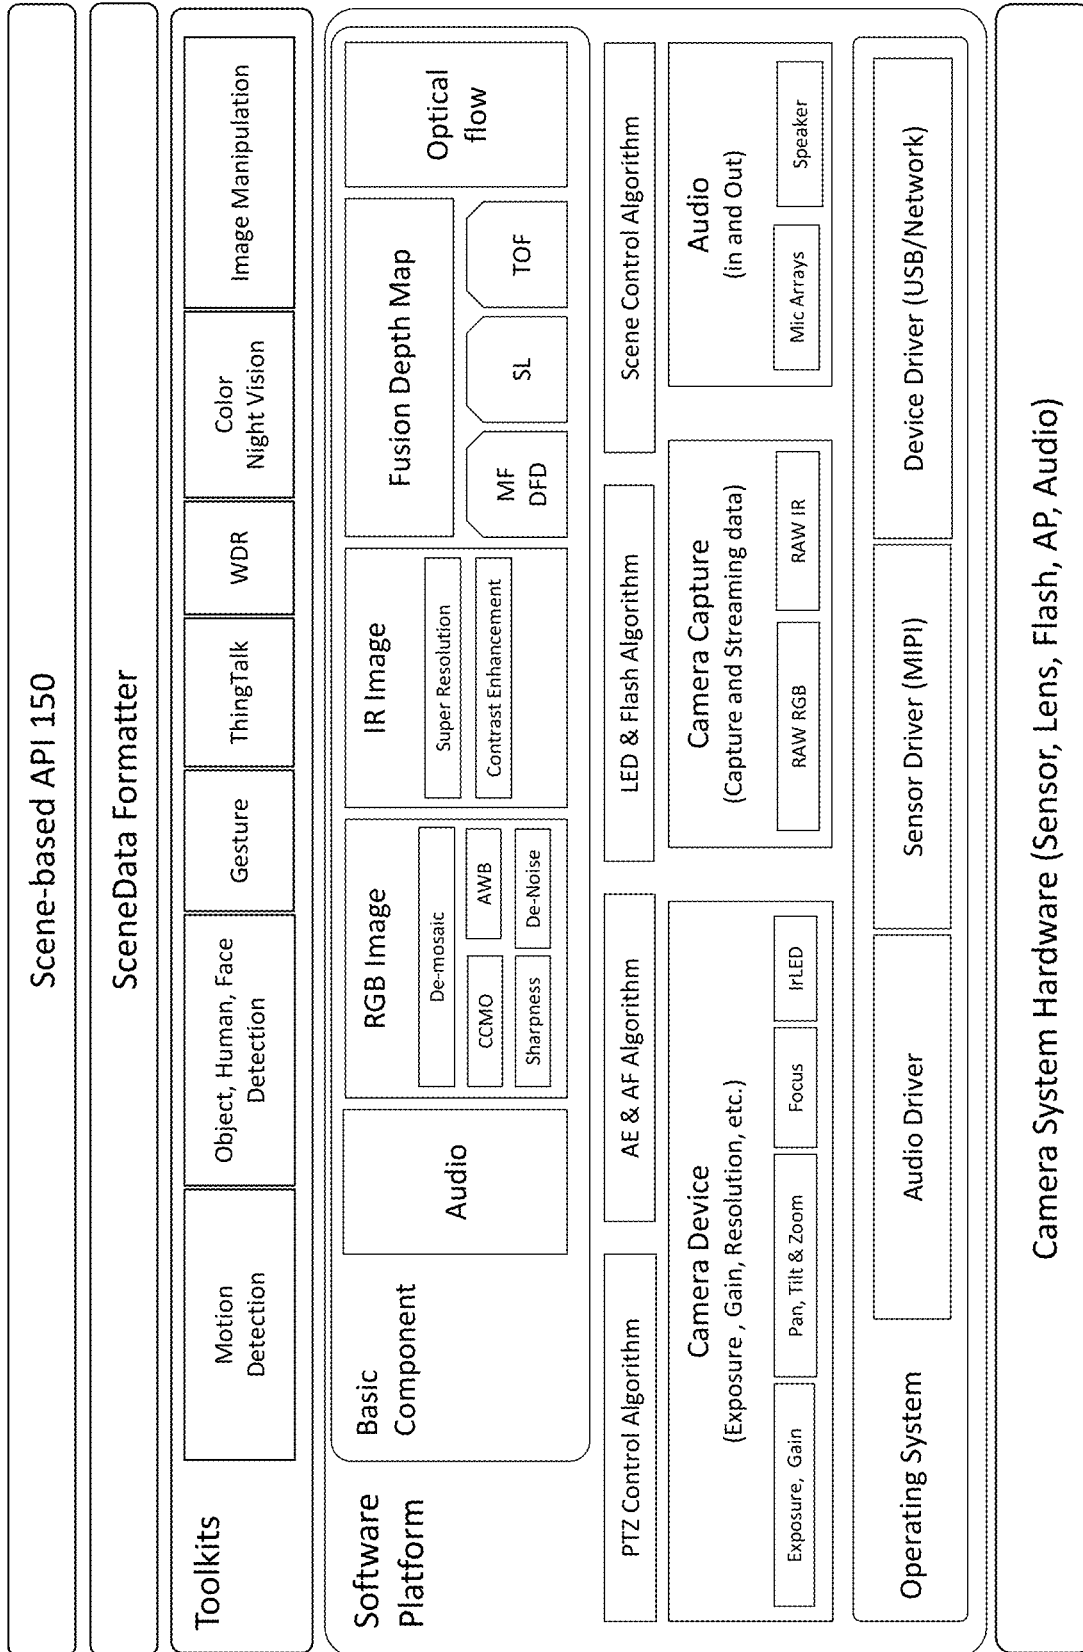 Scene-based API 150
SceneData Formatter
Toolkits
Motion
Detection
Object, Human, Face
Detection
Gesture
ThingTalk
WDR
Color
Night Vision
Image Manipulation
Software
Platform
Basic
Component
Audio
RGB Image
De-mosaic
CCMO
AWB
Sharpness
De-Noise
IR Image
Super Resolution
Contrast Enhancement
Fusion Depth Map
MF
DFD
SL
TOF
Optical
flow
PTZ Control Algorithm
AE & AF Algorithm
LED & Flash Algorithm
Scene Control Algorithm
Camera Device
(Exposure , Gain, Resolution, etc.)
Exposure, Gain
Pan, Tilt & Zoom
Focus
IrLED
Camera Capture
(Capture and Streaming data)
RAW RGB
RAW IR
Audio
(in and Out)
Mic Arrays
Speaker
Operating System
Audio Driver
Sensor Driver (MIPI)
Device Driver (USB/Network)
Camera System Hardware (Sensor, Lens, Flash, AP, Audio)